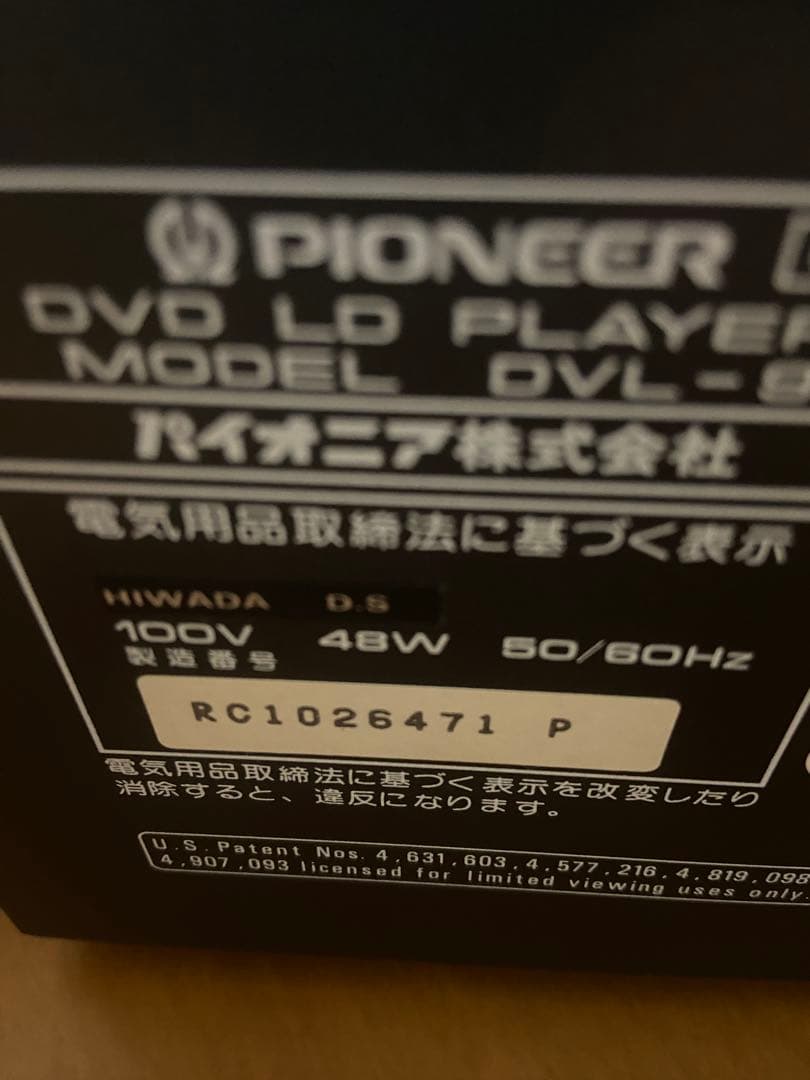 PIONEER
DVD LD PLAYER
MODEL DVL-
パイオニア株式会社
電気用品取締法に基づく表示
HIWADA D.S
100V 48W 50/60Hz
製造番号
RC1026471 P
電気用品取締法に基づく表示を改変したり
消除すると、違反になります。
U.S. Patent Nos. 4,631,603, 4,577,216, 4,819,098
4,907,093 licensed for limited viewing uses only.